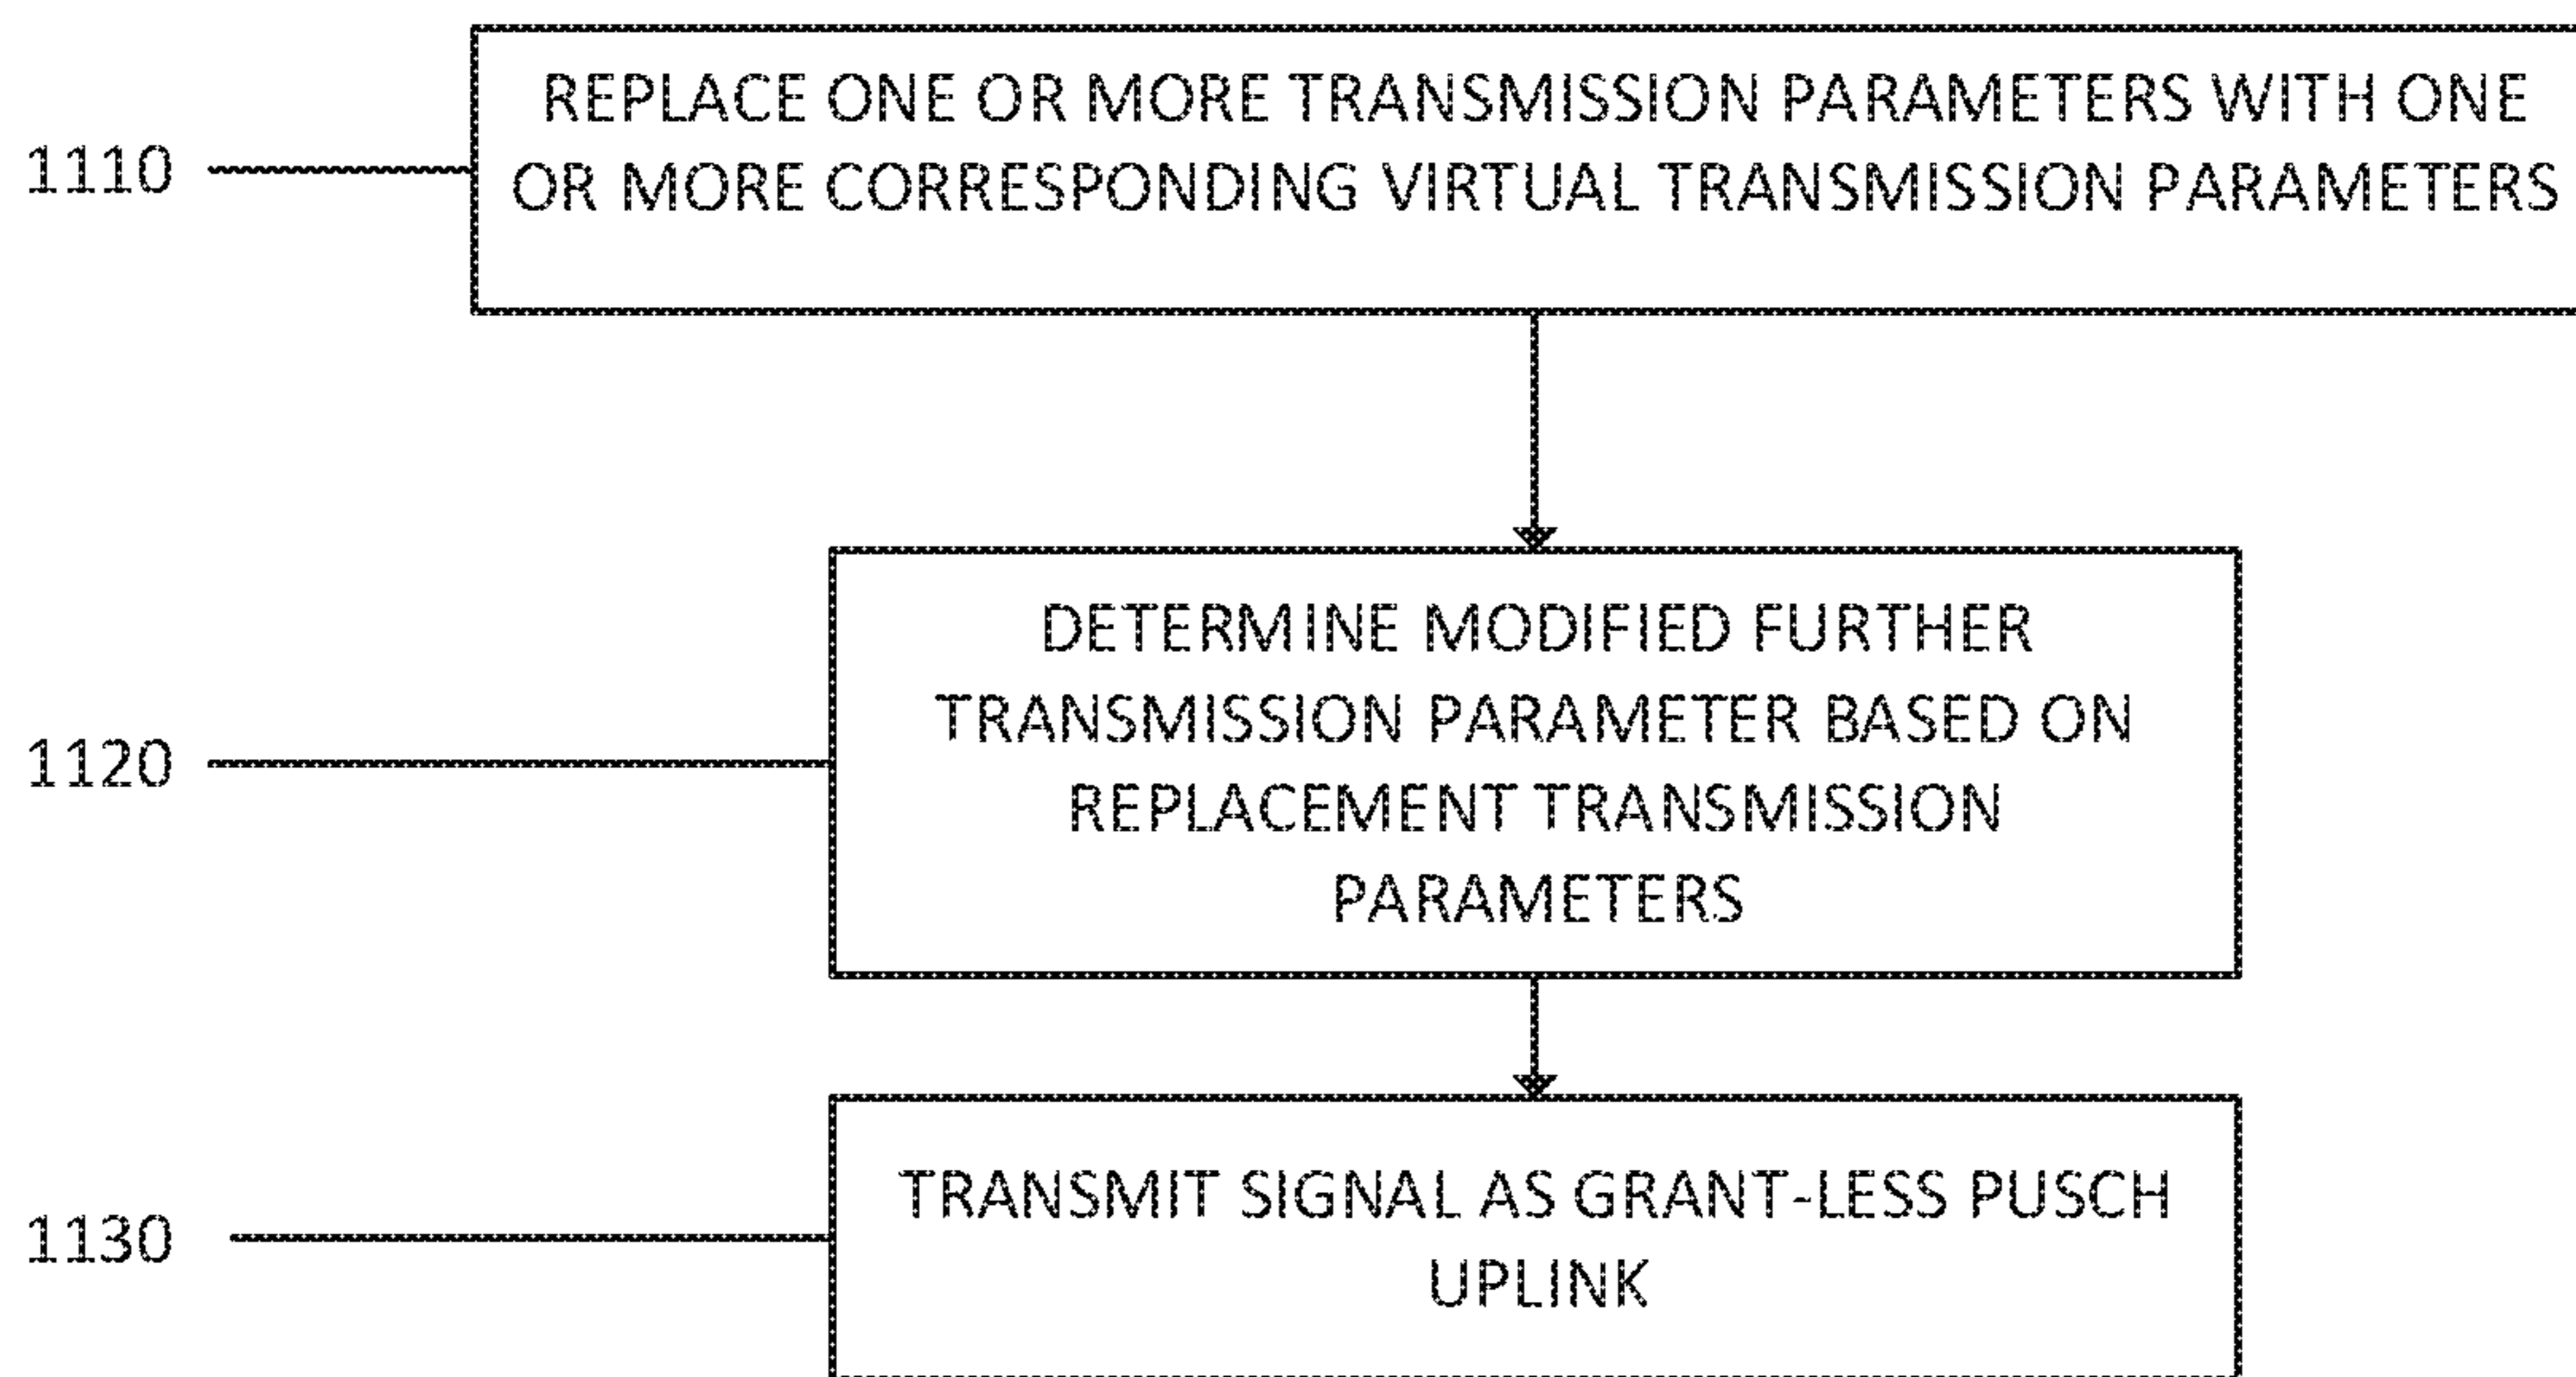 REPLACE ONE OR MORE TRANSMISSION PARAMETERS WITH ONE
1110
OR MORE CORRESPONDING VIRTUAL TRANSMISSION PARAMETERS
DETERMINE MODIFIED FURTHER
TRANSMISSION PARAMETER BASED ON
1120
REPLACEMENT TRANSMISSION
PARAMETERS
TRANSMIT SIGNAL AS GRANT-LESS PUSCH
1130
UPLINK